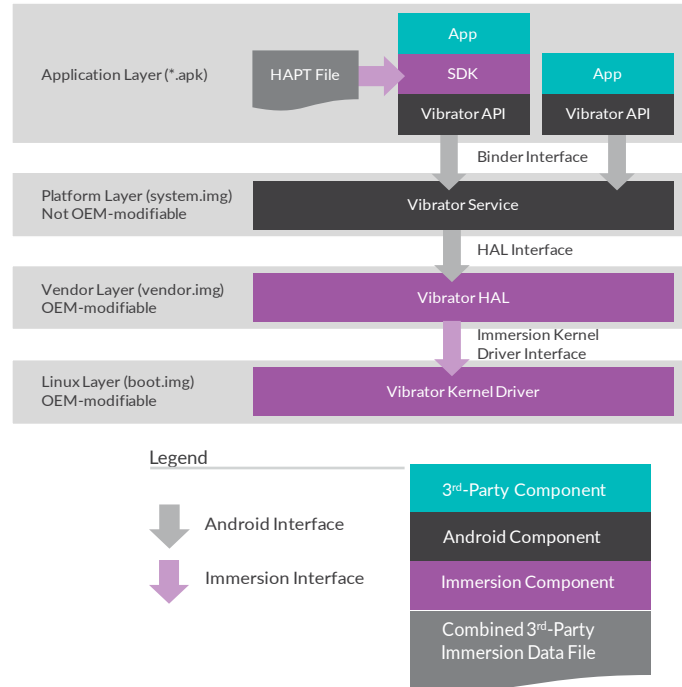 App
Application Layer (*.apk)
HAPT File
SDK
App
Vibrator API
Vibrator API
Binder Interface
Platform Layer (system.img)
Not OEM-modifiable
Vibrator Service
HAL Interface
Vendor Layer (vendor.img)
OEM-modifiable
Vibrator HAL
Immersion Kernel
Driver Interface
Linux Layer (boot.img)
OEM-modifiable
Vibrator Kernel Driver
Legend
3rd-Party Component
Android Interface
Android Component
Immersion Interface
Immersion Component
Combined 3rd-Party
Immersion Data File